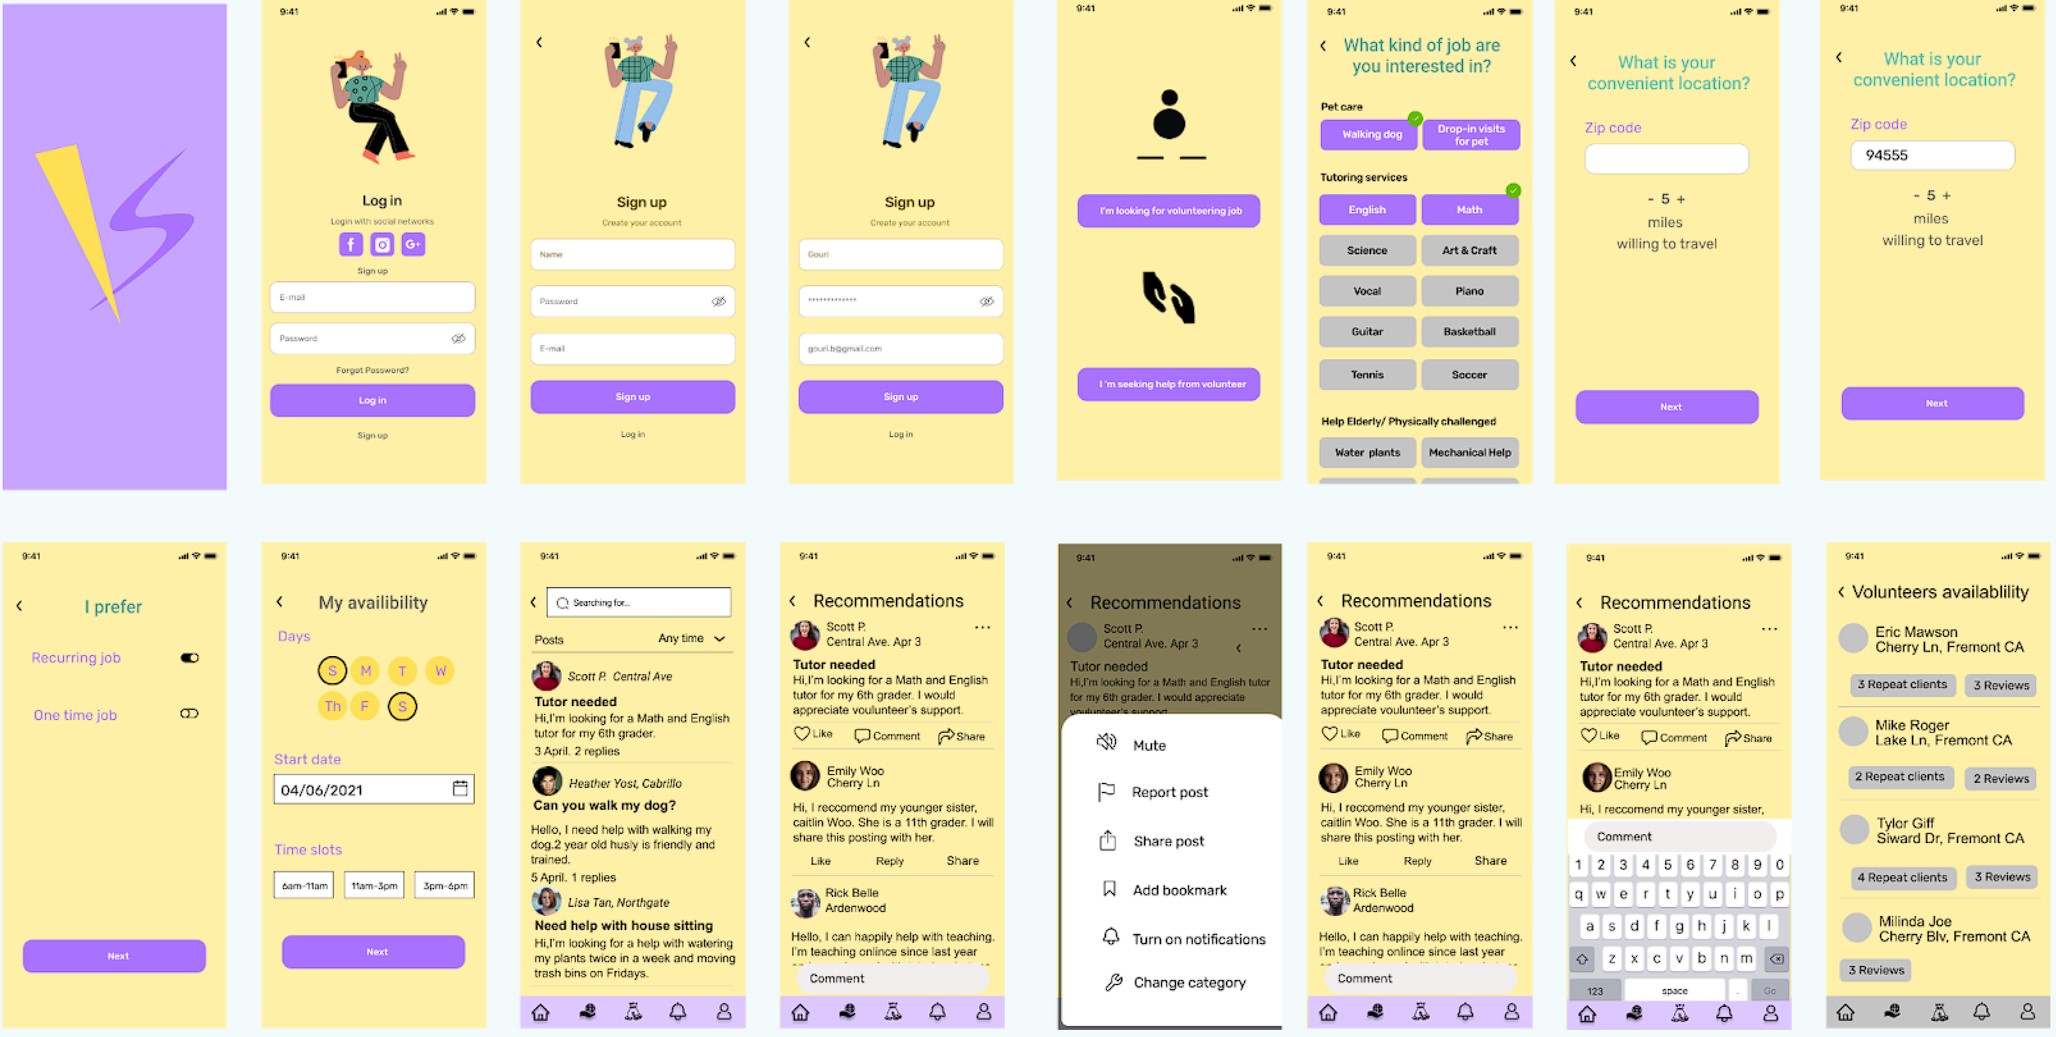 9:41
Log in
Login with social networks
f
G+
Sign up
E-mail
Password
Forgot Password?
Log in
Sign up
Sign up
Create your account
Name
Password
E-mail
Sign up
Log in
Sign up
Create your account
Gouri
*************
gouri.b@gmail.com
Sign up
Log in
9:41
I'm looking for volunteering job
I 'm seeking help from volunteer
9:41
What kind of job are
you interested in?
Pet care
Walking dog
Drop-in visits
for pet
Tutoring services
English
Math
Science
Art & Craft
Vocal
Piano
Guitar
Basketball
Tennis
Soccer
Help Elderly/ Physically challenged
Water plants
Mechanical Help
9:41
What is your
convenient location?
Zip code
- 5 +
miles
willing to travel
Next
9:41
What is your
convenient location?
Zip code
94555
- 5 +
miles
willing to travel
Next
9:41
I prefer
Recurring job
One time job
Next
9:41
My availibility
Days
S M T W
Th F S
Start date
04/06/2021
Time slots
6am-11am
11am-3pm
3pm-6pm
Next
9:41
Searching for...
Posts
Any time
Scott P. Central Ave
Tutor needed
Hi,I'm looking for a Math and English
tutor for my 6th grader.
3 April. 2 replies
Heather Yost, Cabrillo
Can you walk my dog?
Hello, I need help with walking my
dog.2 year old husly is friendly and
trained.
5 April. 1 replies
Lisa Tan, Northgate
Need help with house sitting
Hi,I'm looking for a help with watering
my plants twice in a week and moving
trash bins on Fridays.
9:41
Recommendations
Scott P.
Central Ave. Apr 3
Tutor needed
Hi,I'm looking for a Math and English
tutor for my 6th grader. I would
appreciate voulunteer's support.
Like
Comment
Share
Emily Woo
Cherry Ln
Hi, I reccomend my younger sister,
caitlin Woo. She is a 11th grader. I will
share this posting with her.
Like
Reply
Share
Rick Belle
Ardenwood
Hello, I can happily help with teaching.
I'm teaching onlince since last year
Comment
9:41
Recommendations
Scott P.
Central Ave. Apr 3
Tutor needed
Hi,I'm looking for a Math and English tutor
for my 6th grader. I would appreciate
voulunteer's support
Mute
Report post
Share post
Add bookmark
Turn on notifications
Change category
9:41
Recommendations
Scott P.
Central Ave. Apr 3
Tutor needed
Hi,I'm looking for a Math and English
tutor for my 6th grader. I would
appreciate voulunteer's support.
Like
Comment
Share
Emily Woo
Cherry Ln
Hi, I reccomend my younger sister,
caitlin Woo. She is a 11th grader. I will
share this posting with her.
Like
Reply
Share
Rick Belle
Ardenwood
Hello, I can happily help with teaching.
I'm teaching onlince since last year
Comment
9:41
Recommendations
Scott P.
Central Ave. Apr 3
Tutor needed
Hi,I'm looking for a Math and English
tutor for my 6th grader. I would
appreciate voulunteer's support.
Like
Comment
Share
Emily Woo
Cherry Ln
Hi, I reccomend my younger sister,
Comment
1 2 3 4 5 6 7 8 9 0
q w e r t y u i o p
a s d f g h j k l
z x c v b n m
123 space . Go
9:41
Volunteers availablility
Eric Mawson
Cherry Ln, Fremont CA
3 Repeat clients
3 Reviews
Mike Roger
Lake Ln, Fremont CA
2 Repeat clients
2 Reviews
Tylor Giff
Siward Dr, Fremont CA
4 Repeat clients
3 Reviews
Milinda Joe
Cherry Blv, Fremont CA
3 Reviews